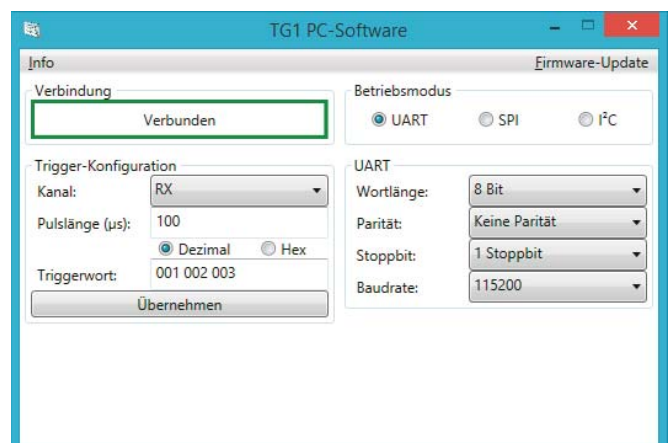 TG1 PC-Software
Info
Firmware-Update
Verbindung
Verbunden
Betriebsmodus
UART
SPI
I²C
Trigger-Konfiguration
Kanal:
RX
Pulslänge (µs):
100
Dezimal
Hex
Triggerwort:
001 002 003
Übernehmen
UART
Wortlänge:
8 Bit
Parität:
Keine Parität
Stoppbit:
1 Stoppbit
Baudrate:
115200